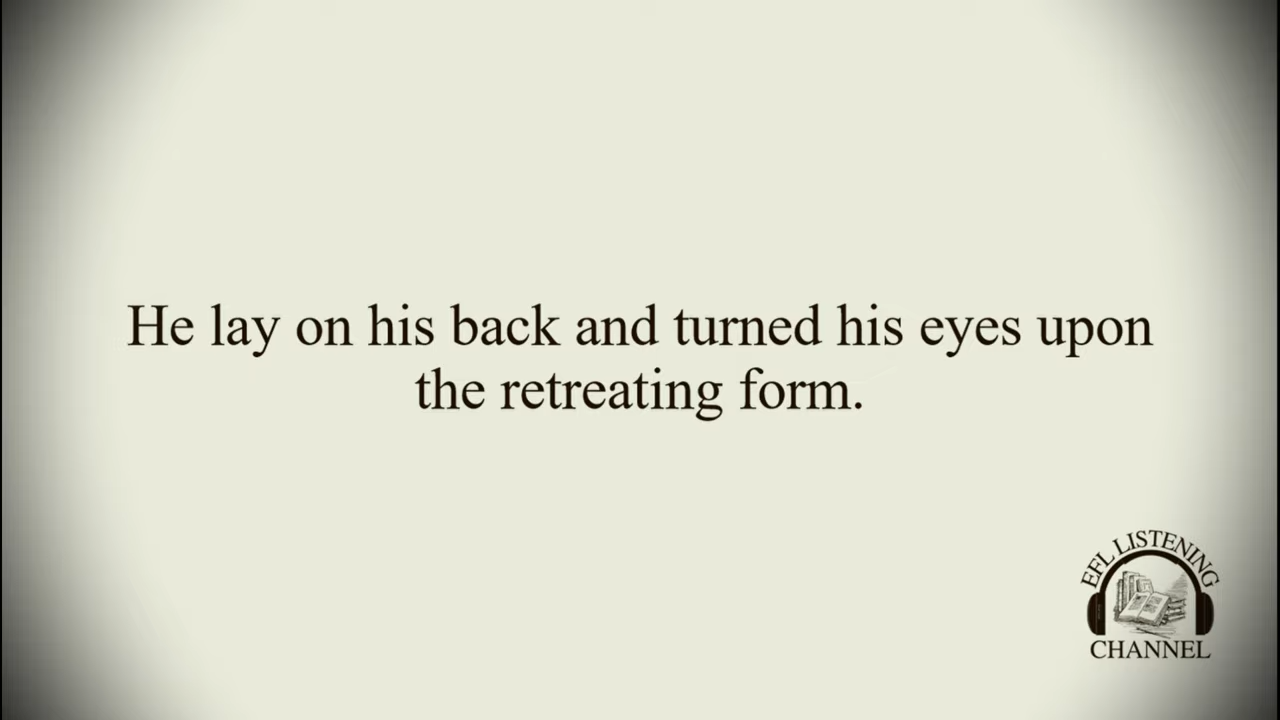 He lay on his back and turned his eyes upon
the retreating form.
EFL LISTENING
CHANNEL